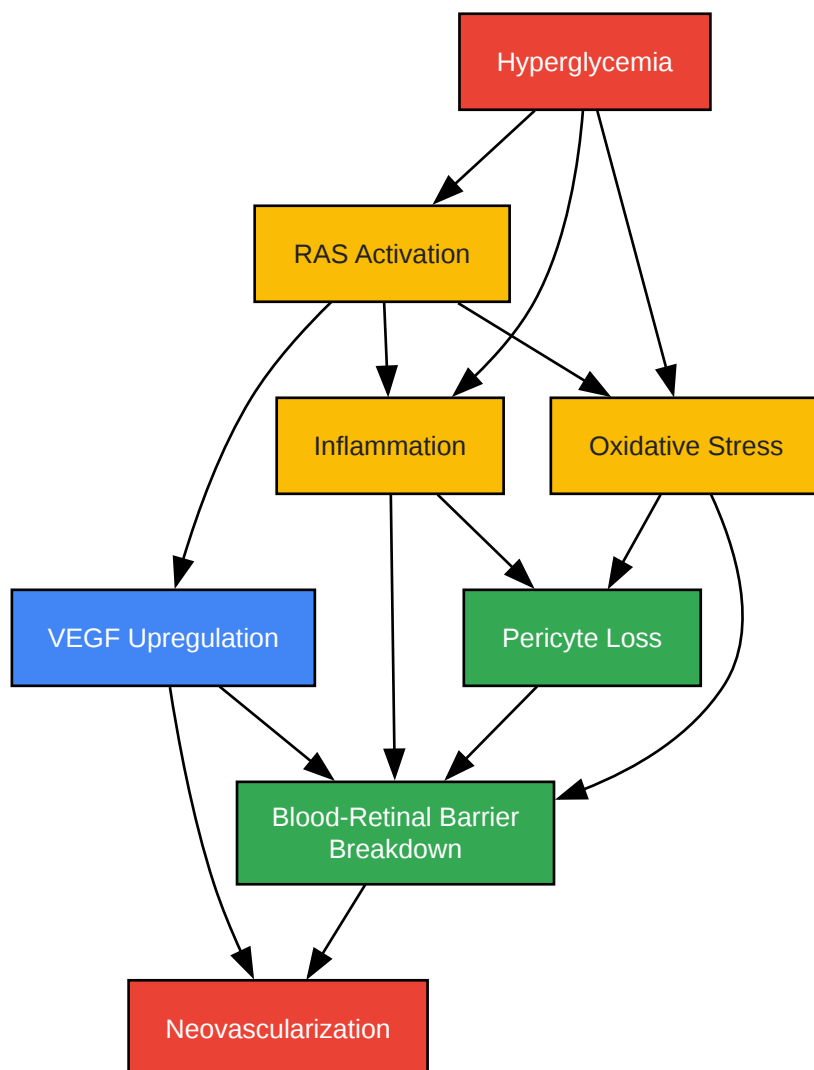 Hyperglycemia
RAS Activation
Inflammation
Oxidative Stress
VEGF Upregulation
Pericyte Loss
Blood-Retinal Barrier
Breakdown
Neovascularization